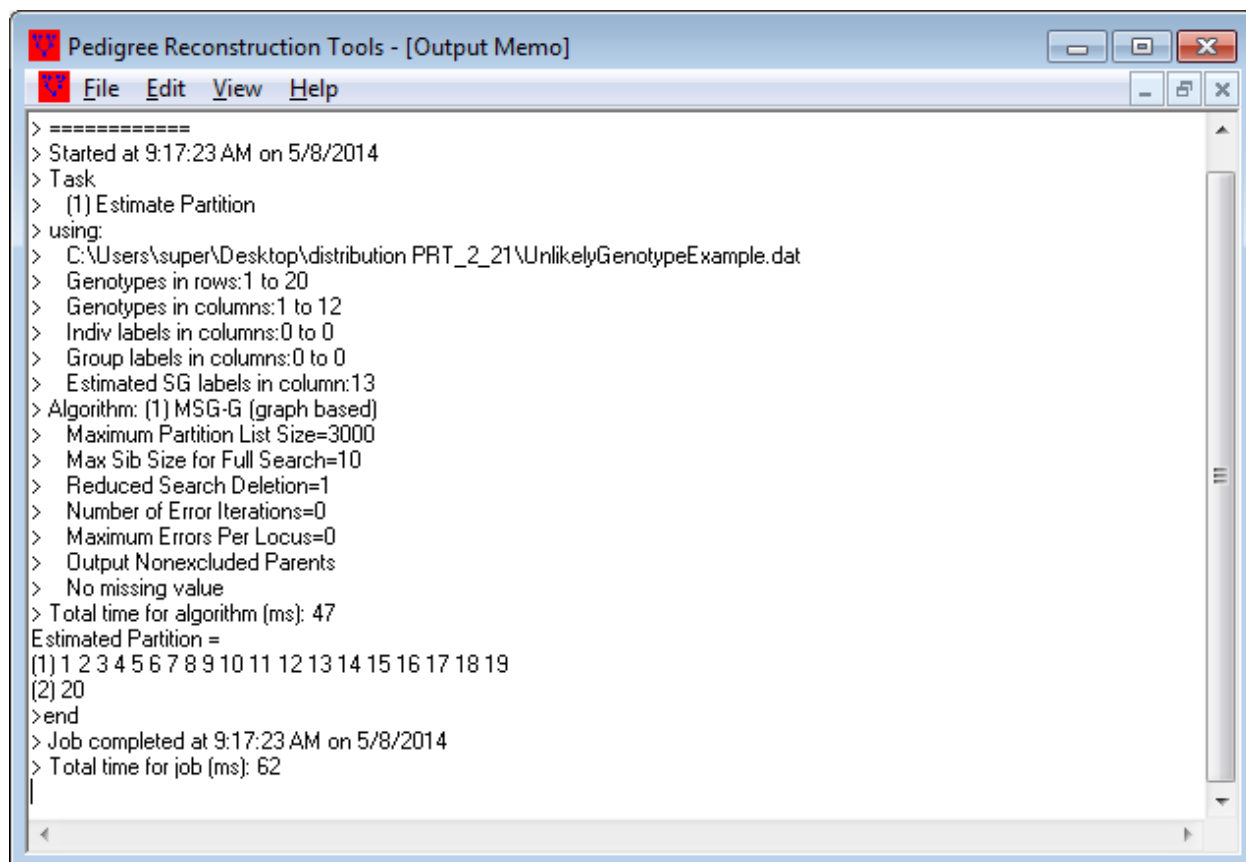 Pedigree Reconstruction Tools - [Output Memo]
File Edit View Help
> ============
> Started at 9:17:23 AM on 5/8/2014
> Task
> (1) Estimate Partition
> using:
> C:\Users\super\Desktop\distribution PRT_2_21\UnlikelyGenotypeExample.dat
> Genotypes in rows:1 to 20
> Genotypes in columns:1 to 12
> Indiv labels in columns:0 to 0
> Group labels in columns:0 to 0
> Estimated SG labels in column:13
> Algorithm: (1) MSG-G (graph based)
> Maximum Partition List Size=3000
> Max Sib Size for Full Search=10
> Reduced Search Deletion=1
> Number of Error Iterations=0
> Maximum Errors Per Locus=0
> Output Nonexcluded Parents
> No missing value
> Total time for algorithm (ms): 47
Estimated Partition =
(1) 1 2 3 4 5 6 7 8 9 10 11 12 13 14 15 16 17 18 19
(2) 20
>end
> Job completed at 9:17:23 AM on 5/8/2014
> Total time for job (ms): 62